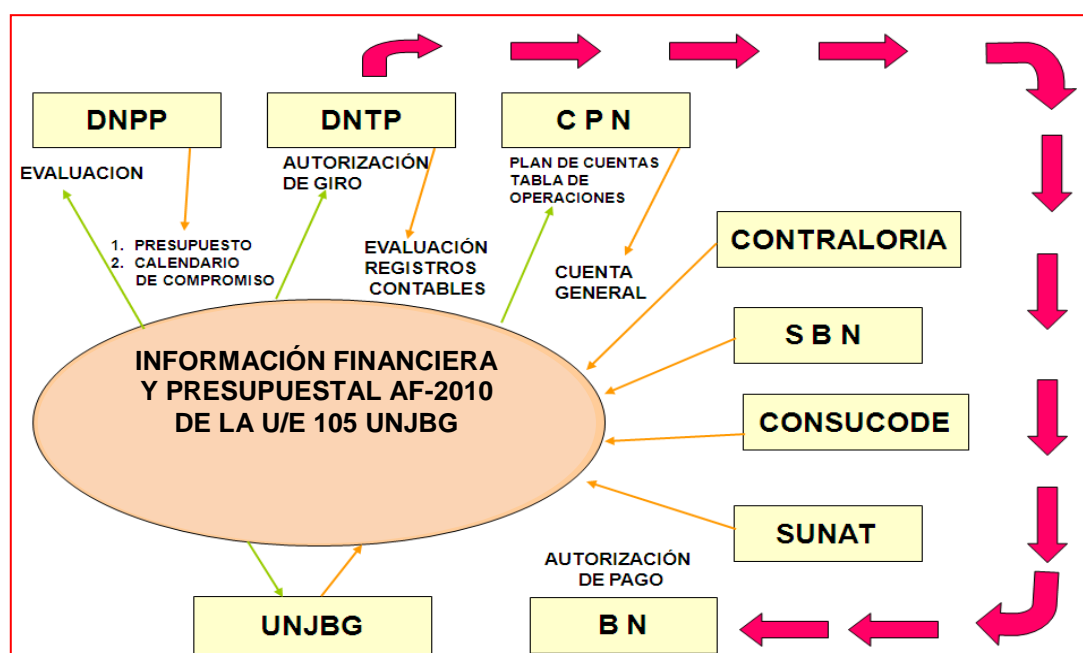 DNPP
DNTP
C P N
EVALUACION
AUTORIZACIÓN
DE GIRO
PLAN DE CUENTAS
TABLA DE
OPERACIONES
1. PRESUPUESTO
2. CALENDARIO
DE COMPROMISO
EVALUACIÓN
REGISTROS
CONTABLES
CUENTA
GENERAL
CONTRALORIA
S B N
CONSUCODE
SUNAT
INFORMACIÓN FINANCIERA
Y PRESUPUESTAL AF-2010
DE LA U/E 105 UNJBG
AUTORIZACIÓN
DE PAGO
UNJBG
B N